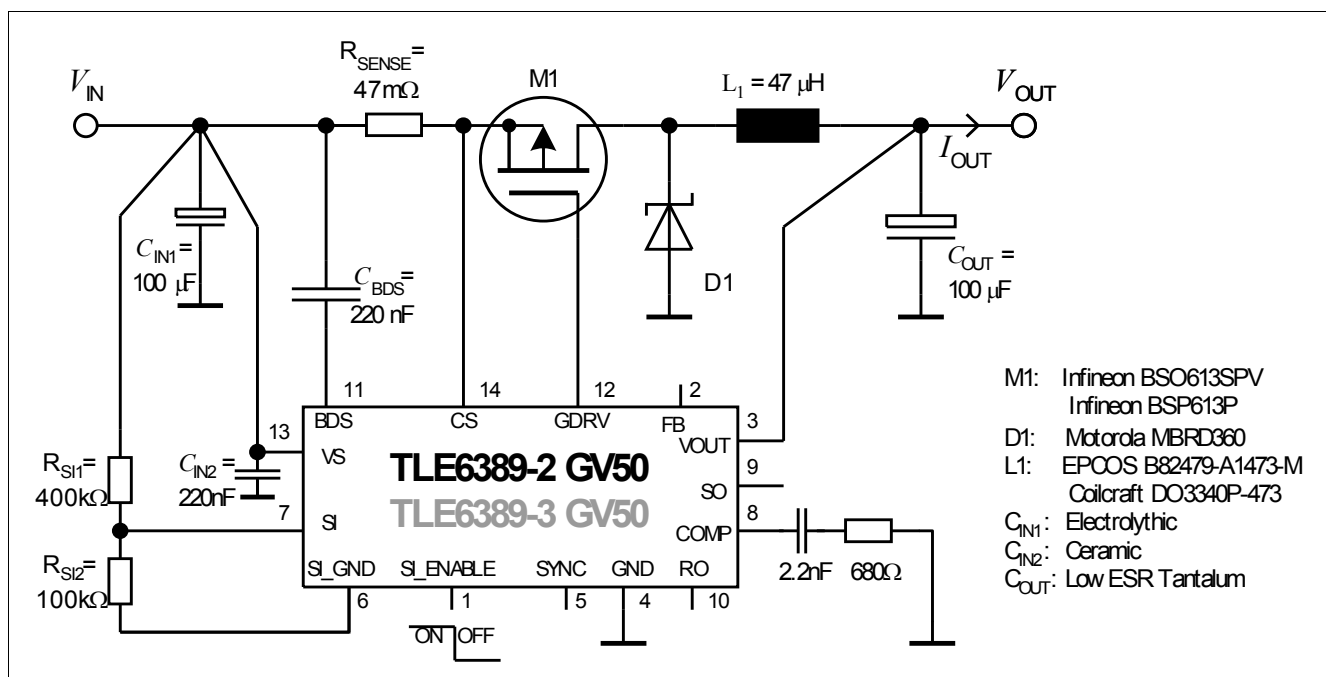 R_SENSE=
47mΩ
M1
L₁ = 47 µH
V_IN
V_OUT
I_OUT
C_IN1=
100 µF
C_BDS=
220 nF
D1
C_OUT=
100 µF
11
14
12
2
BDS
CS
GDRV
FB
3
VOUT
13
VS
9
SO
TLE6389-2 GV50
TLE6389-3 GV50
R_SI1=
400kΩ
C_IN2=
220nF
7
SI
8
COMP
2.2nF
680Ω
R_SI2=
100kΩ
SI_GND
SI_ENABLE
SYNC
GND
RO
6
1
5
4
10
ON
OFF
M1: Infineon BSO613SPV
Infineon BSP613P
D1: Motorola MBRD360
L1: EPCOS B82479-A1473-M
Coilcraft DO3340P-473
C_IN1: Electrolythic
C_IN2: Ceramic
C_OUT: Low ESR Tantalum